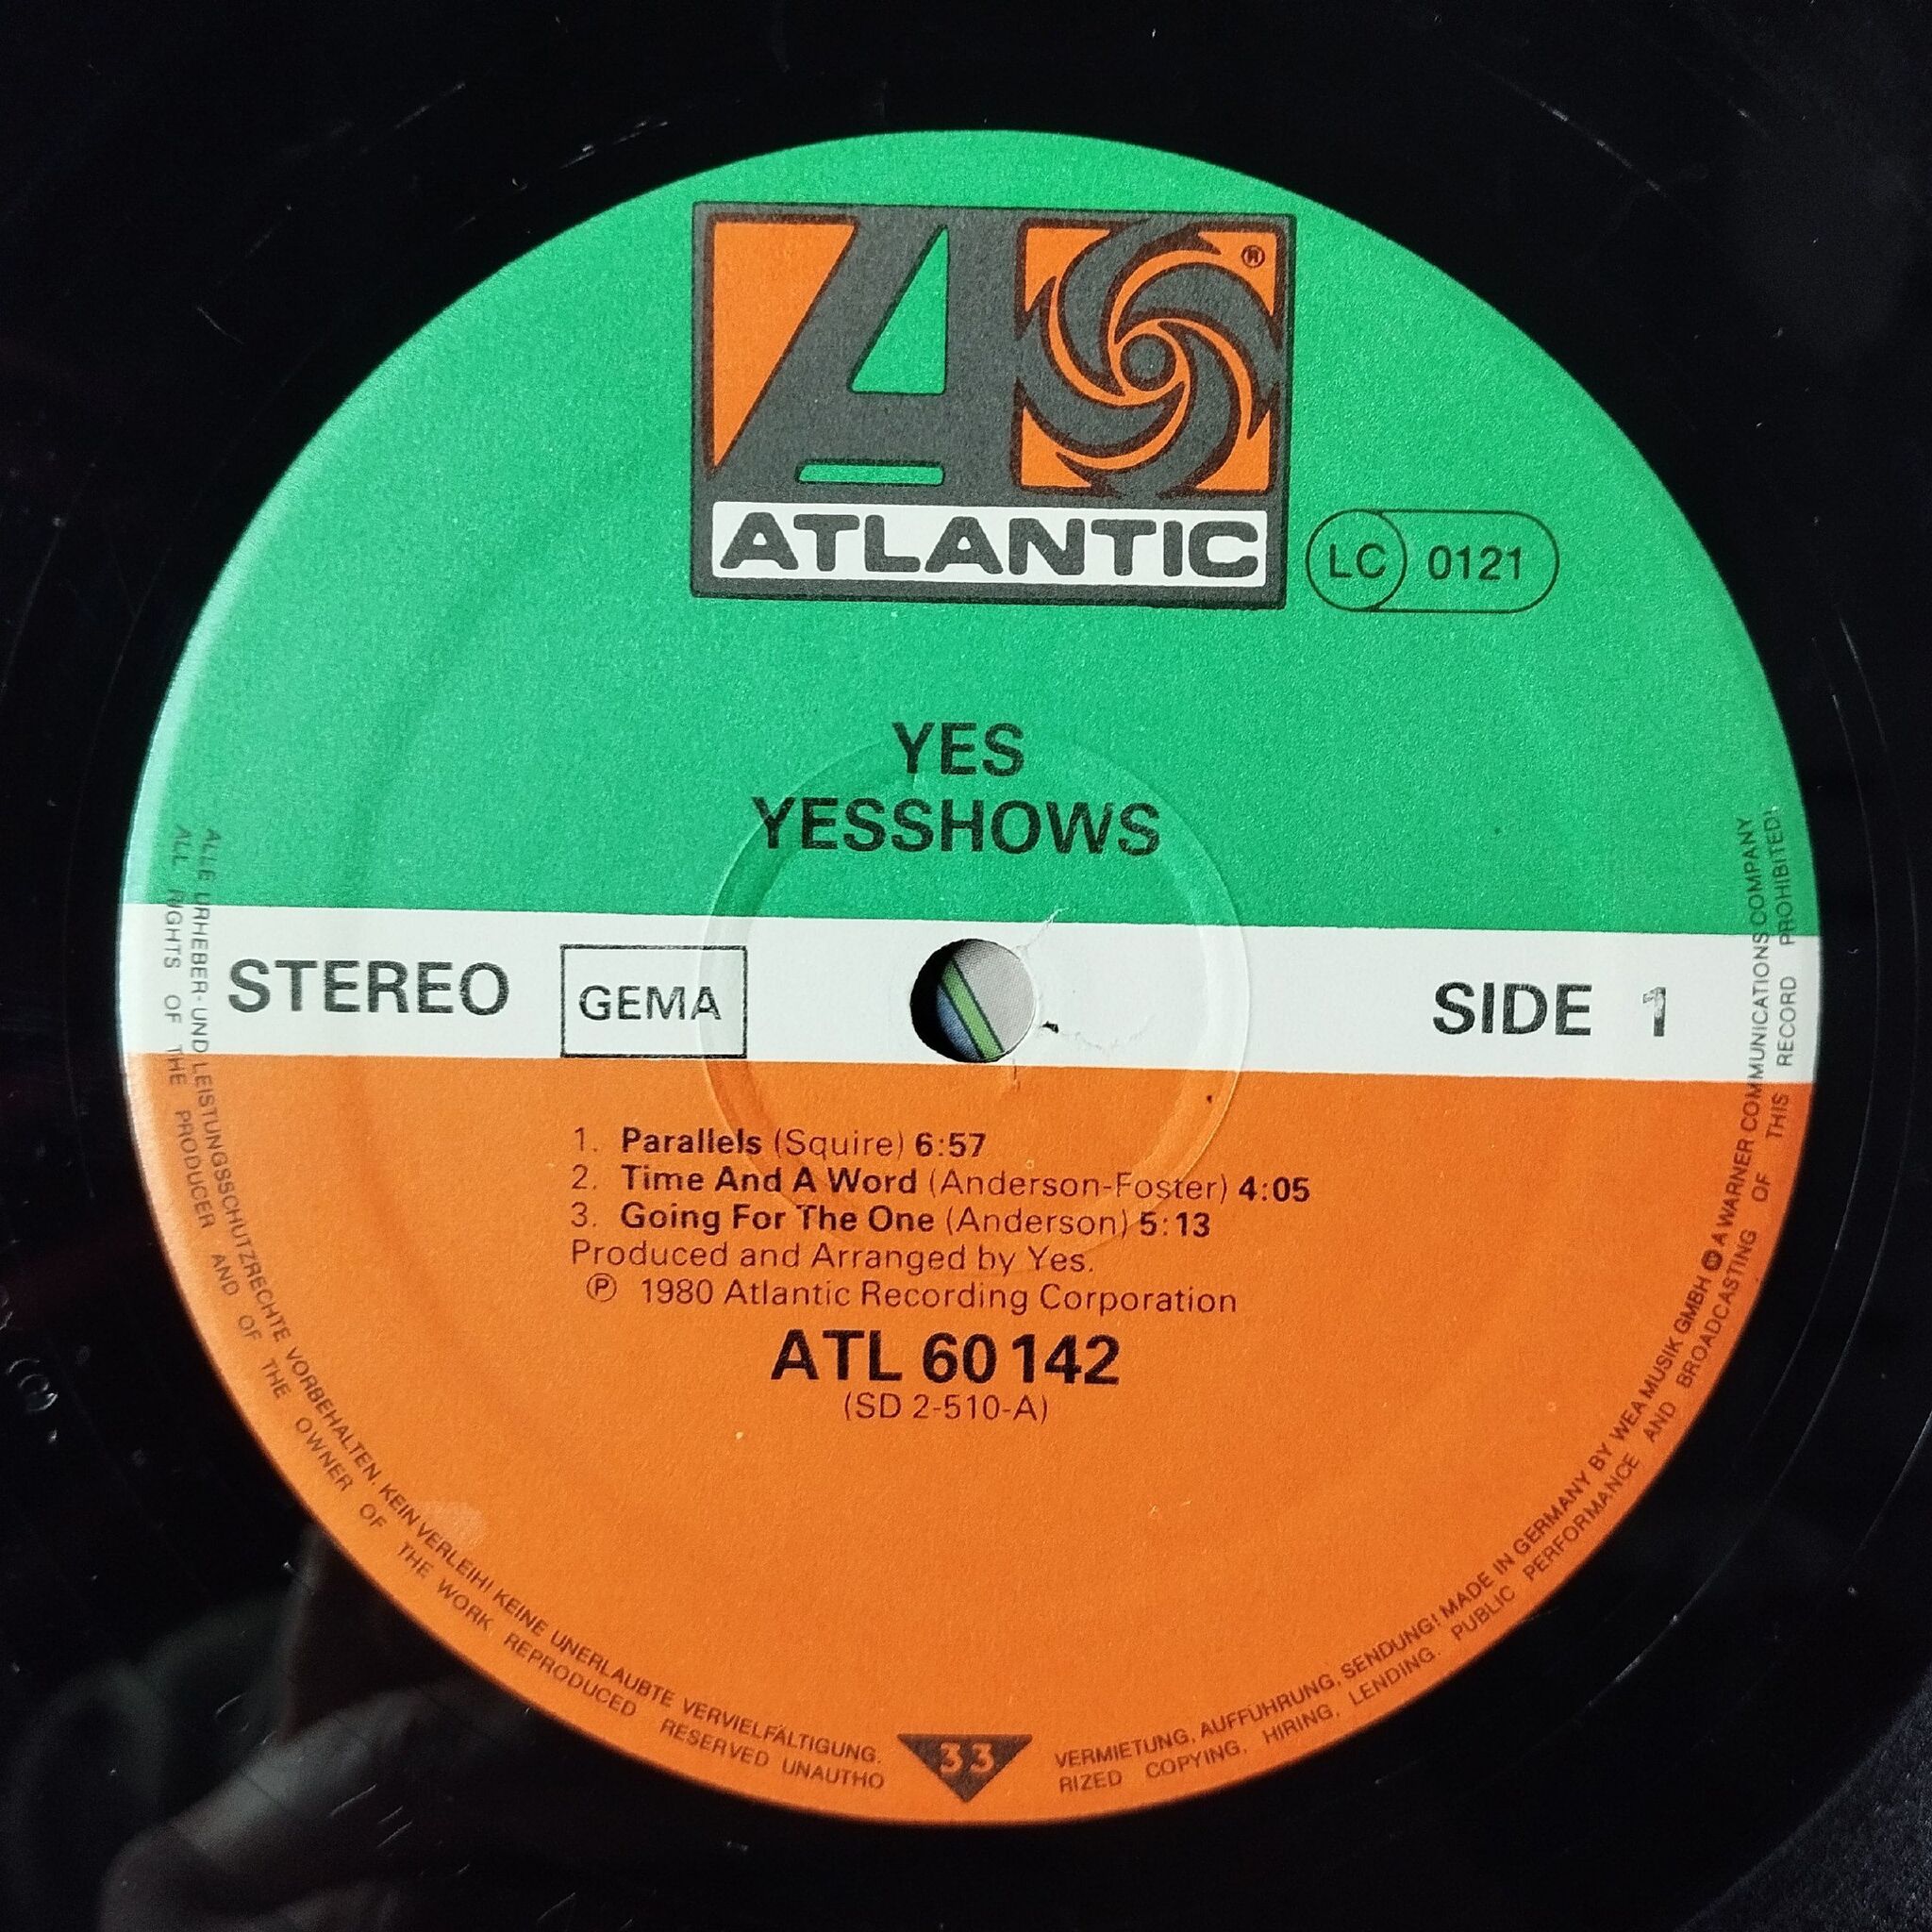 ®
ATLANTIC
LC 0121
YES
YESSHOWS
STEREO GEMA SIDE 1
1. Parallels (Squire) 6:57
2. Time And A Word (Anderson-Foster) 4:05
3. Going For The One (Anderson) 5:13
Produced and Arranged by Yes.
℗ 1980 Atlantic Recording Corporation
ATL 60 142
(SD 2-510-A)
ALLE URHEBER- UND LEISTUNGSSCHUTZRECHTE VORBEHALTEN. KEIN VERLEIH! KEINE UNERLAUBTE VERVIELFÄLTIGUNG. VERMIETUNG, AUFFÜHRUNG, SENDUNG! MADE IN GERMANY BY WEA MUSIK GMBH A WARNER COMMUNICATIONS COMPANY
ALL RIGHTS OF THE PRODUCER AND OF THE OWNER OF THE WORK REPRODUCED RESERVED UNAUTHO RIZED COPYING, HIRING, LENDING. PUBLIC PERFORMANCE AND BROADCASTING OF THIS RECORD PROHIBITED!
33